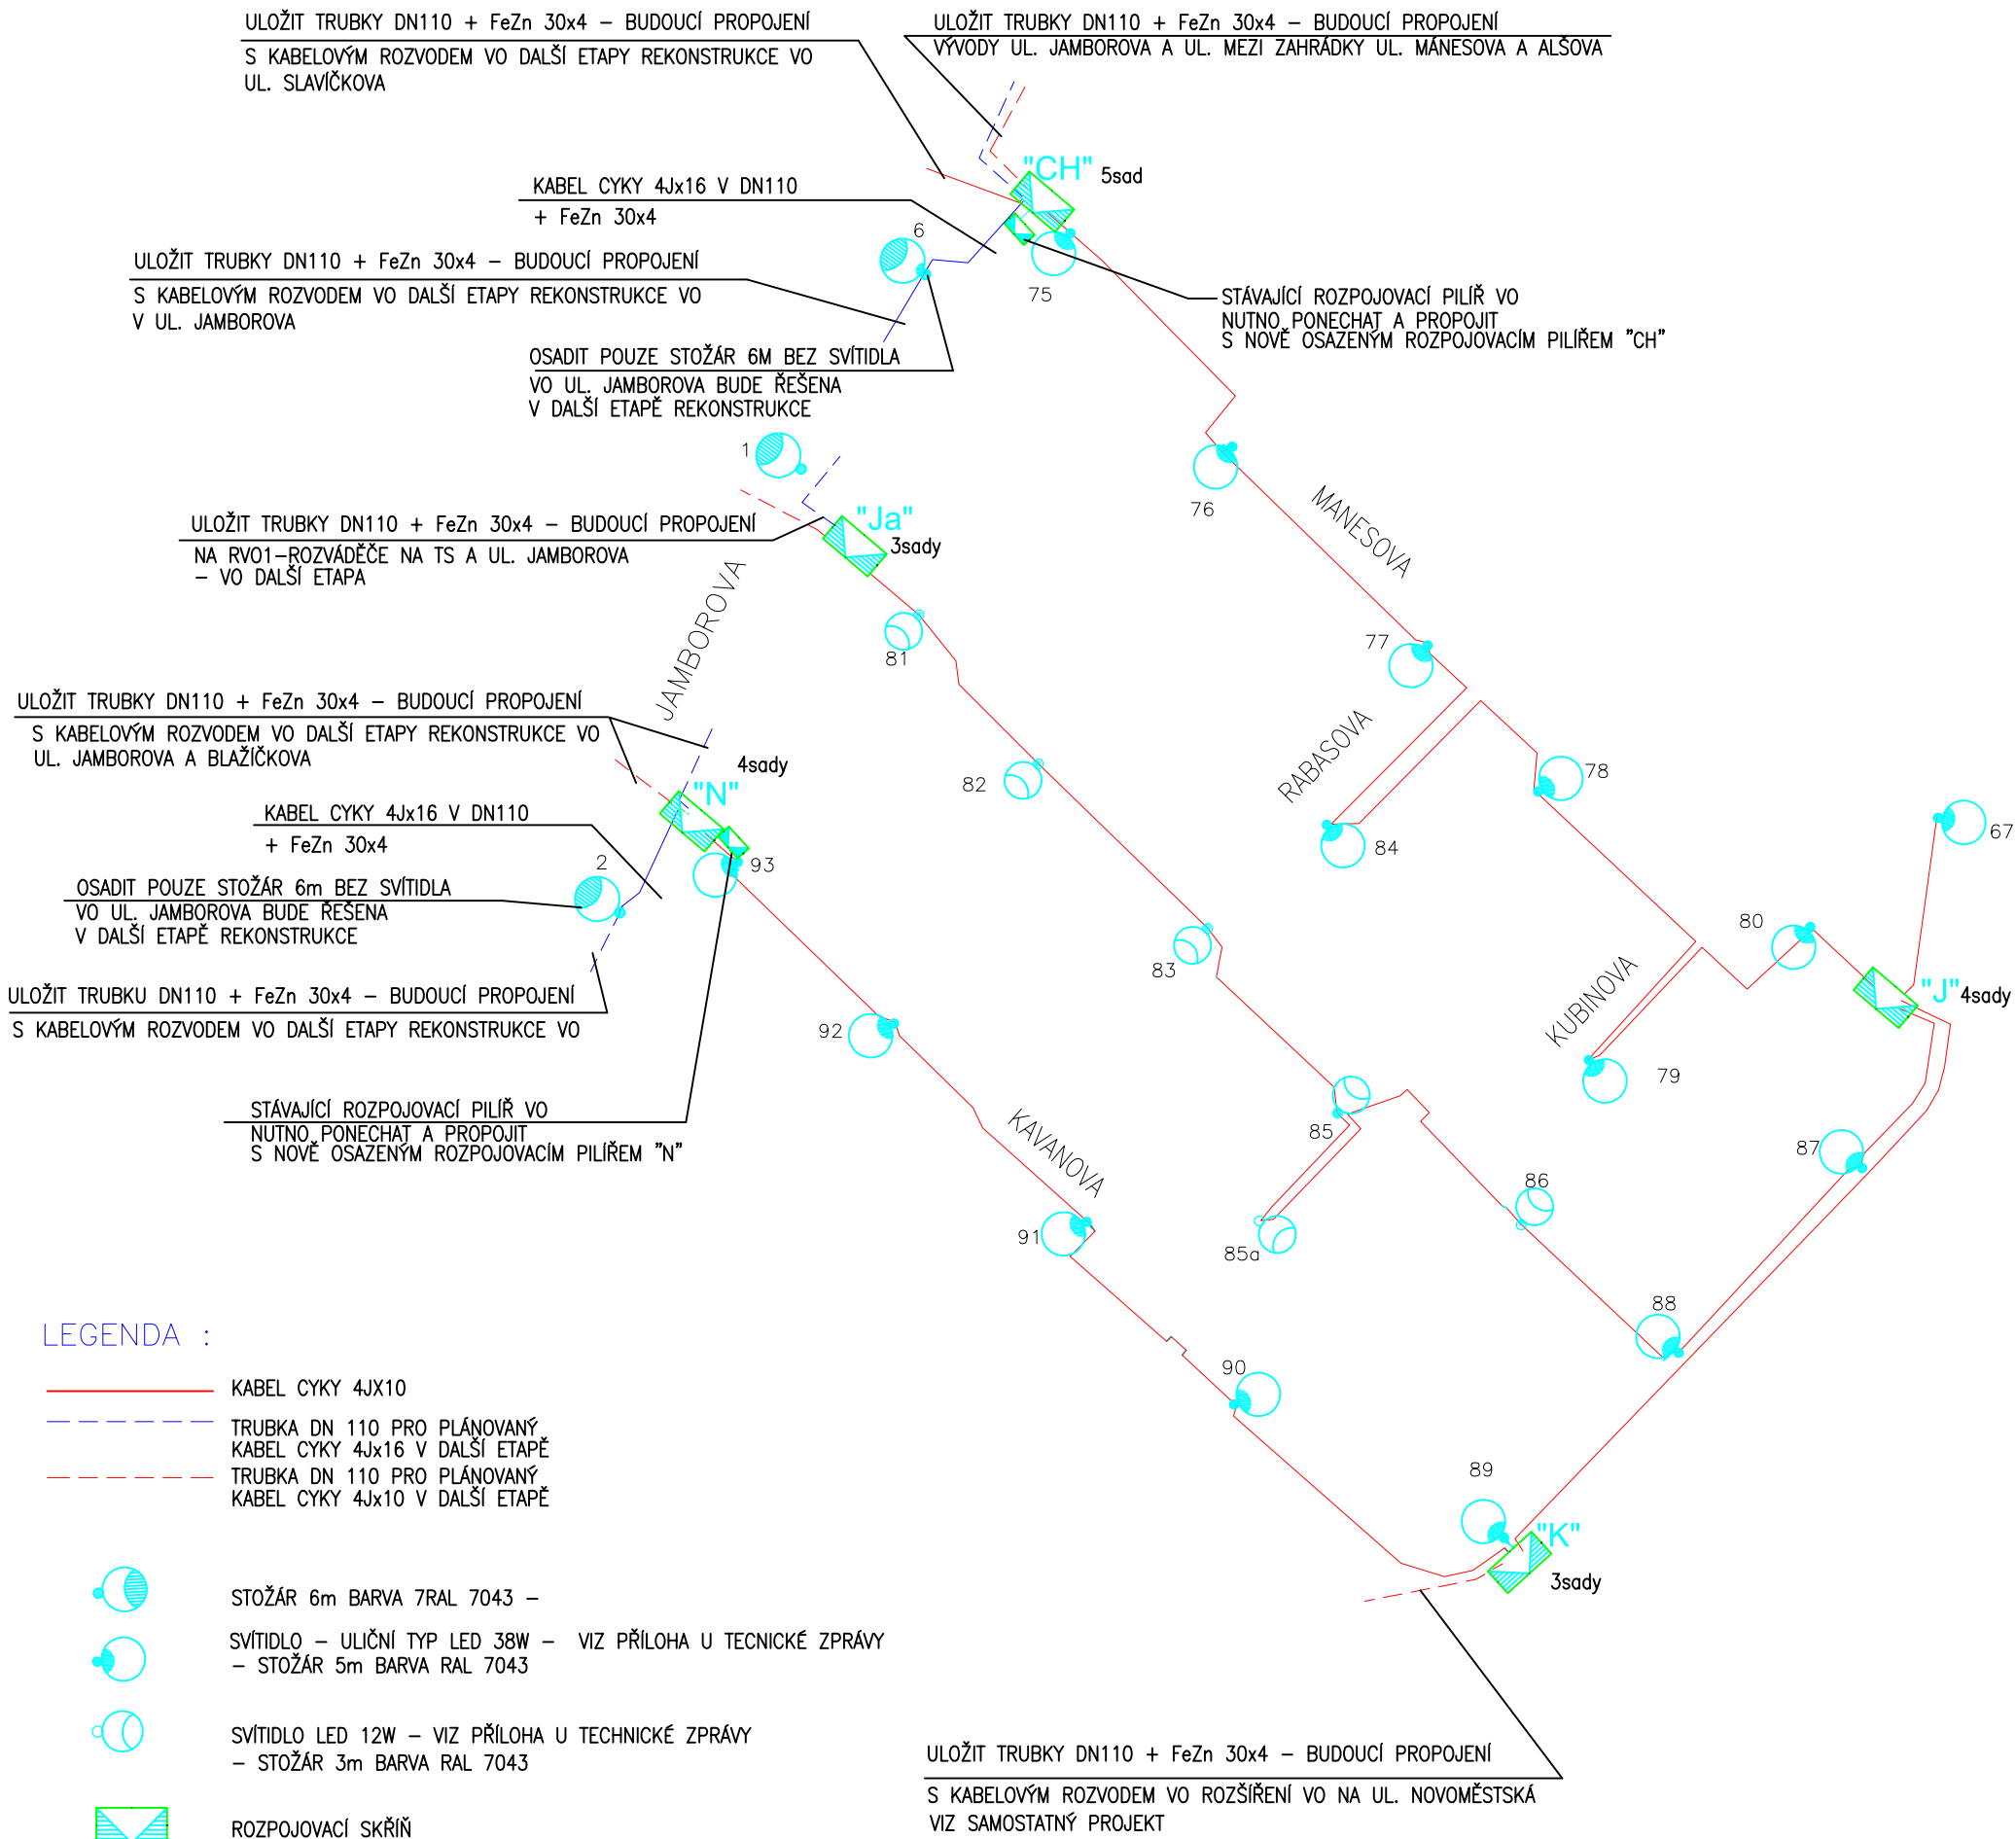 ULOŽIT TRUBKY DN110 + FeZn 30x4 – BUDOUCÍ PROPOJENÍ
S KABELOVÝM ROZVODEM VO DALŠÍ ETAPY REKONSTRUKCE VO
UL. SLAVÍČKOVA
ULOŽIT TRUBKY DN110 + FeZn 30x4 – BUDOUCÍ PROPOJENÍ
VÝVODY UL. JAMBOROVA A UL. MEZI ZAHRÁDKY UL. MÁNESOVA A ALŠOVA
"CH"
5sad
KABEL CYKY 4Jx16 V DN110
+ FeZn 30x4
6
75
ULOŽIT TRUBKY DN110 + FeZn 30x4 – BUDOUCÍ PROPOJENÍ
S KABELOVÝM ROZVODEM VO DALŠÍ ETAPY REKONSTRUKCE VO
V UL. JAMBOROVA
STÁVAJÍCÍ ROZPOJOVACÍ PILÍŘ VO
NUTNO PONECHAT A PROPOJIT
S NOVĚ OSAZENÝM ROZPOJOVACÍM PILÍŘEM "CH"
OSADIT POUZE STOŽÁR 6M BEZ SVÍTIDLA
VO UL. JAMBOROVA BUDE ŘEŠENA
V DALŠÍ ETAPĚ REKONSTRUKCE
1
76
MANESOVA
"Ja"
3sady
ULOŽIT TRUBKY DN110 + FeZn 30x4 – BUDOUCÍ PROPOJENÍ
NA RVO1–ROZVÁDĚČE NA TS A UL. JAMBOROVA
– VO DALŠÍ ETAPA
JAMBOROVA
81
77
ULOŽIT TRUBKY DN110 + FeZn 30x4 – BUDOUCÍ PROPOJENÍ
S KABELOVÝM ROZVODEM VO DALŠÍ ETAPY REKONSTRUKCE VO
UL. JAMBOROVA A BLAŽÍČKOVA
4sady
"N"
82
RABASOVA
78
84
67
KABEL CYKY 4Jx16 V DN110
+ FeZn 30x4
2
93
OSADIT POUZE STOŽÁR 6m BEZ SVÍTIDLA
VO UL. JAMBOROVA BUDE ŘEŠENA
V DALŠÍ ETAPĚ REKONSTRUKCE
80
83
KUBINOVA
"J"
4sady
ULOŽIT TRUBKU DN110 + FeZn 30x4 – BUDOUCÍ PROPOJENÍ
S KABELOVÝM ROZVODEM VO DALŠÍ ETAPY REKONSTRUKCE VO
92
79
STÁVAJÍCÍ ROZPOJOVACÍ PILÍŘ VO
NUTNO PONECHAT A PROPOJIT
S NOVĚ OSAZENÝM ROZPOJOVACÍM PILÍŘEM "N"
KAVANOVA
85
87
86
91
85a
88
90
89
"K"
3sady
LEGENDA :
KABEL CYKY 4JX10
TRUBKA DN 110 PRO PLÁNOVANÝ
KABEL CYKY 4Jx16 V DALŠÍ ETAPĚ
TRUBKA DN 110 PRO PLÁNOVANÝ
KABEL CYKY 4Jx10 V DALŠÍ ETAPĚ
STOŽÁR 6m BARVA 7RAL 7043 –
SVÍTIDLO – ULIČNÍ TYP LED 38W – VIZ PŘÍLOHA U TECNICKÉ ZPRÁVY
– STOŽÁR 5m BARVA RAL 7043
SVÍTIDLO LED 12W – VIZ PŘÍLOHA U TECHNICKÉ ZPRÁVY
– STOŽÁR 3m BARVA RAL 7043
ROZPOJOVACÍ SKŘÍŇ
ULOŽIT TRUBKY DN110 + FeZn 30x4 – BUDOUCÍ PROPOJENÍ
S KABELOVÝM ROZVODEM VO ROZŠÍŘENÍ VO NA UL. NOVOMĚSTSKÁ
VIZ SAMOSTATNÝ PROJEKT